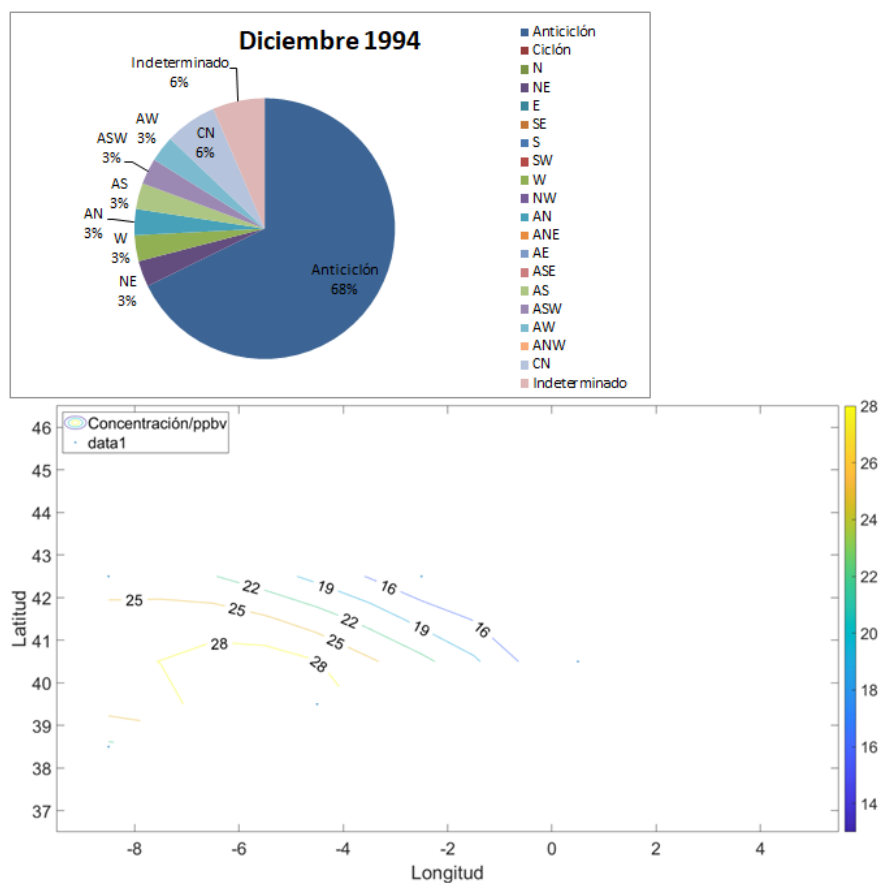 Diciembre 1994
Indeterminado
6%
AW
3%
CN
6%
ASW
3%
AS
3%
AN
3%
W
3%
NE
3%
Anticiclón
68%
Anticiclón
Ciclón
N
NE
E
SE
S
SW
W
NW
AN
ANE
AE
ASE
AS
ASW
AW
ANW
CN
Indeterminado
Concentración/ppbv
data1
46
45
44
43
42
41
40
39
38
37
Latitud
22
19
16
25
25
22
19
16
25
28
28
-8
-6
-4
-2
0
2
4
Longitud
28
26
24
22
20
18
16
14